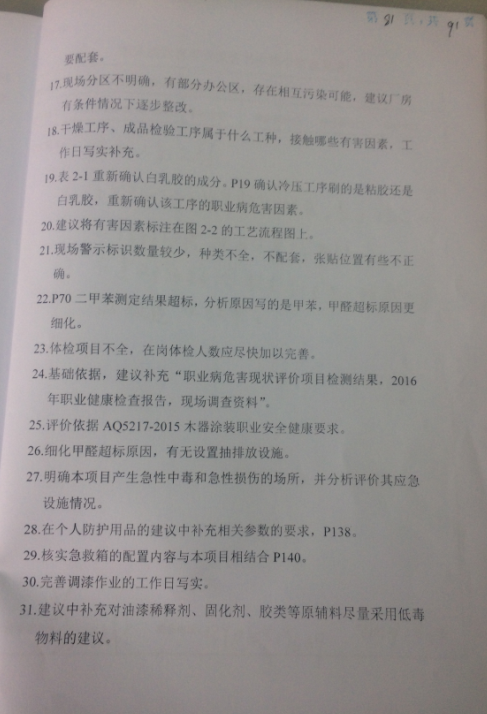 第91页,共91页
要配套。
17.现场分区不明确，有部分办公区，存在相互污染可能，建议厂房
有条件情况下逐步整改。
18.干燥工序、成品检验工序属于什么工种，接触哪些有害因素，工
作日写实补充。
19.表 2-1 重新确认白乳胶的成分。P19 确认冷压工序刷的是粘胶还是
白乳胶，重新确认该工序的职业病危害因素。
20.建议将有害因素标注在图 2-2 的工艺流程图上。
21.现场警示标识数量较少，种类不全，不配套，张贴位置有些不正
确。
22.P70 二甲苯测定结果超标，分析原因写的是甲苯，甲醛超标原因更
细化。
23.体检项目不全，在岗体检人数应尽快加以完善。
24.基础依据，建议补充“职业病危害现状评价项目检测结果，2016
年职业健康检查报告，现场调查资料”。
25.评价依据 AQ5217-2015 木器涂装职业安全健康要求。
26.细化甲醛超标原因，有无设置抽排放设施。
27.明确本项目产生急性中毒和急性损伤的场所，并分析评价其应急
设施情况。
28.在个人防护用品的建议中补充相关参数的要求，P138。
29.核实急救箱的配置内容与本项目相结合 P140。
30.完善调漆作业的工作日写实。
31.建议中补充对油漆稀释剂、固化剂、胶类等原辅料尽量采用低毒
物料的建议。